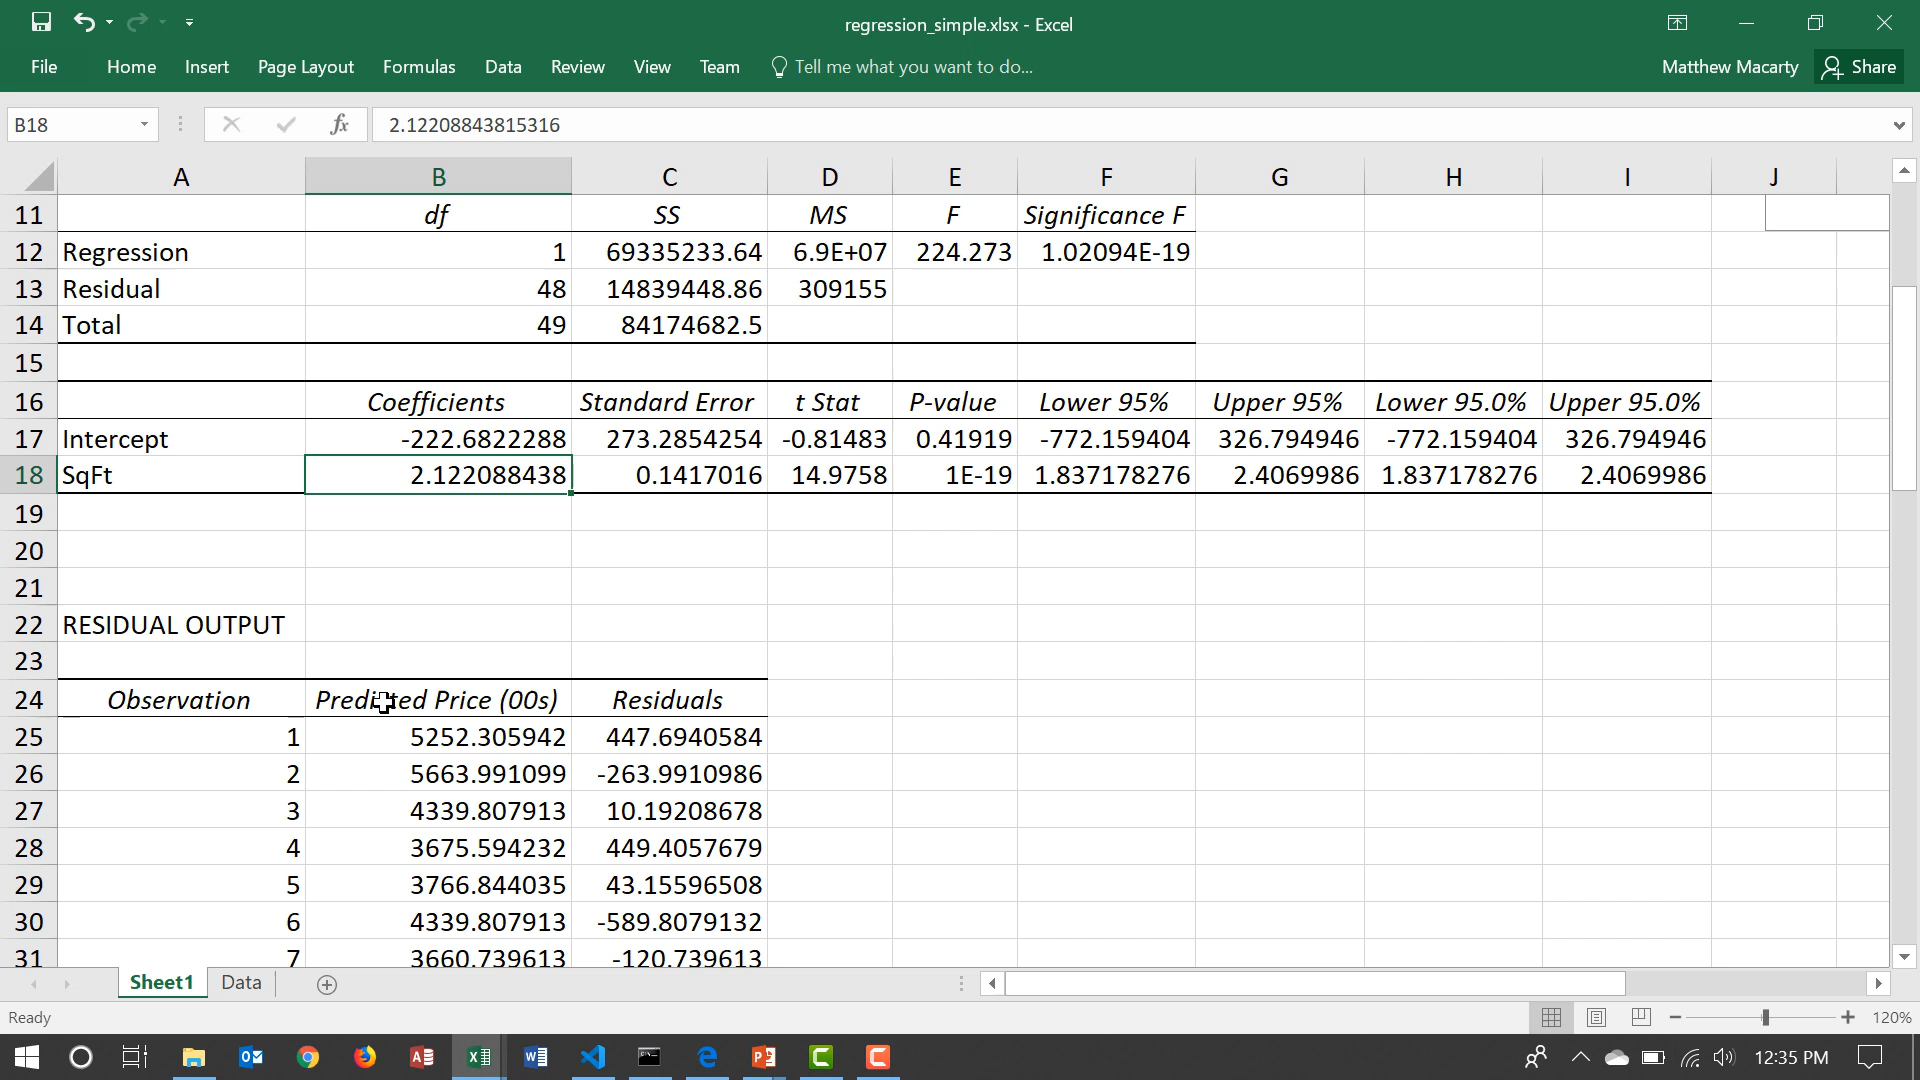 regression_simple.xlsx - Excel
File Home Insert Page Layout Formulas Data Review View Team Tell me what you want to do... Matthew Macarty Share
B18 fx 2.12208843815316
A B C D E F G H I J
11 df SS MS F Significance F
12 Regression 1 69335233.64 6.9E+07 224.273 1.02094E-19
13 Residual 48 14839448.86 309155
14 Total 49 84174682.5
15
16 Coefficients Standard Error t Stat P-value Lower 95% Upper 95% Lower 95.0% Upper 95.0%
17 Intercept -222.6822288 273.2854254 -0.81483 0.41919 -772.159404 326.794946 -772.159404 326.794946
18 SqFt 2.122088438 0.1417016 14.9758 1E-19 1.837178276 2.4069986 1.837178276 2.4069986
19
20
21
22 RESIDUAL OUTPUT
23
24 Observation Predicted Price (00s) Residuals
25 1 5252.305942 447.6940584
26 2 5663.991099 -263.9910986
27 3 4339.807913 10.19208678
28 4 3675.594232 449.4057679
29 5 3766.844035 43.15596508
30 6 4339.807913 -589.8079132
31 7 3660.739613 -120.739613
Sheet1 Data
Ready 120%
12:35 PM